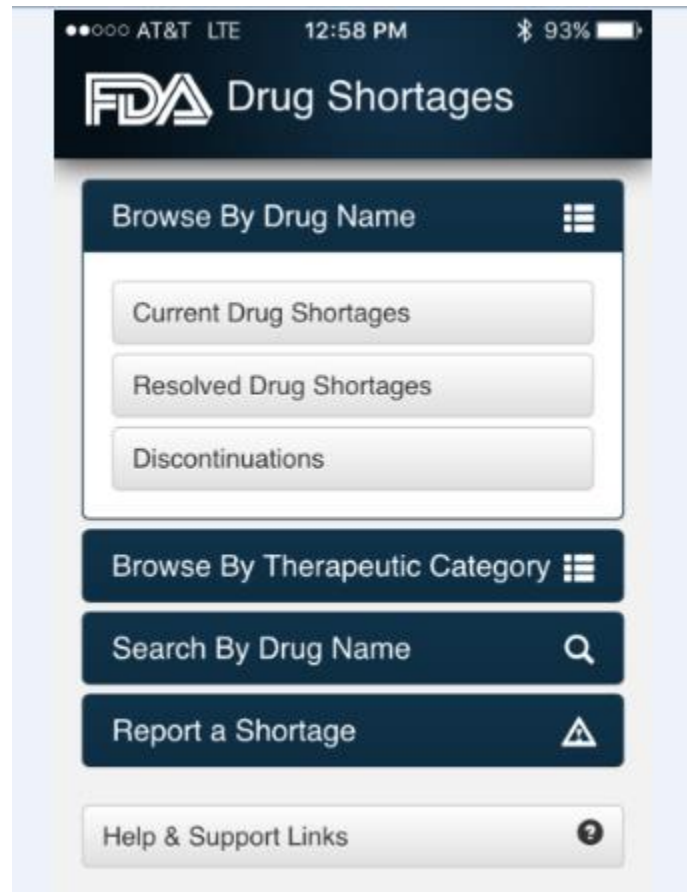 AT&T LTE 12:58 PM 93%
FDA Drug Shortages
Browse By Drug Name
Current Drug Shortages
Resolved Drug Shortages
Discontinuations
Browse By Therapeutic Category
Search By Drug Name
Report a Shortage
Help & Support Links